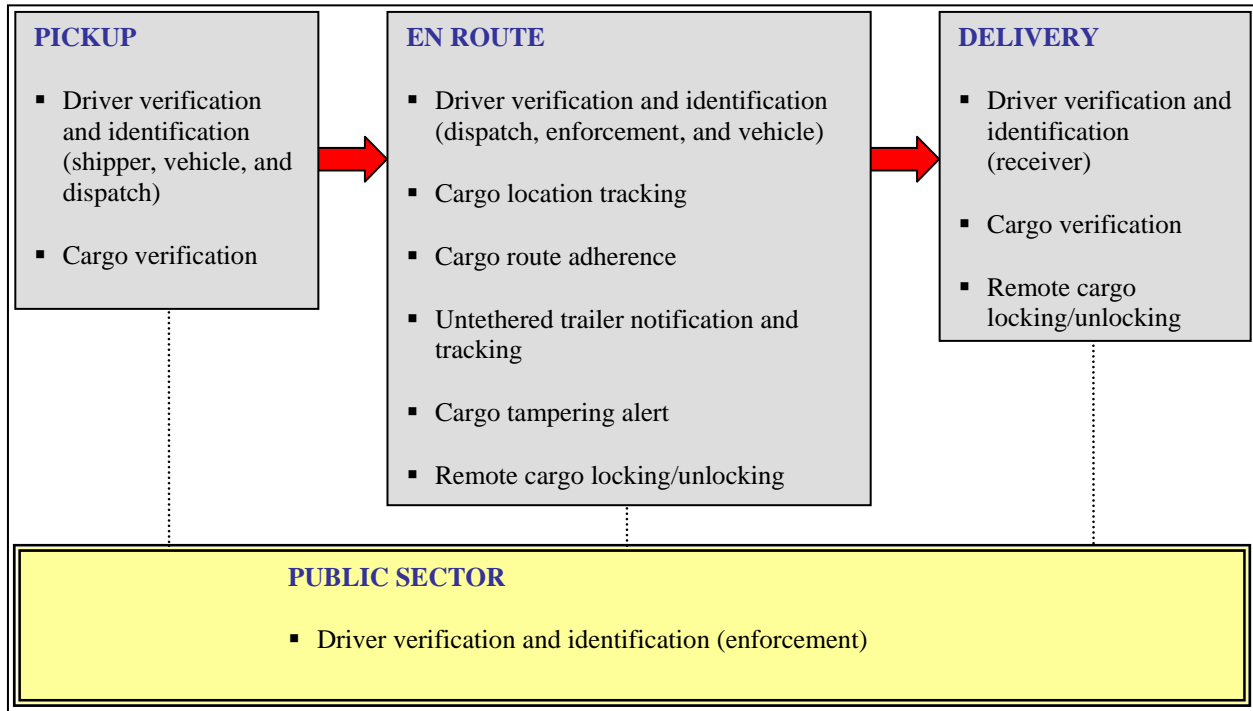 PICKUP
▪ Driver verification
and identification
(shipper, vehicle, and
dispatch)
▪ Cargo verification
EN ROUTE
▪ Driver verification and identification
(dispatch, enforcement, and vehicle)
▪ Cargo location tracking
▪ Cargo route adherence
▪ Untethered trailer notification and
tracking
▪ Cargo tampering alert
▪ Remote cargo locking/unlocking
DELIVERY
▪ Driver verification and
identification
(receiver)
▪ Cargo verification
▪ Remote cargo
locking/unlocking
PUBLIC SECTOR
▪ Driver verification and identification (enforcement)